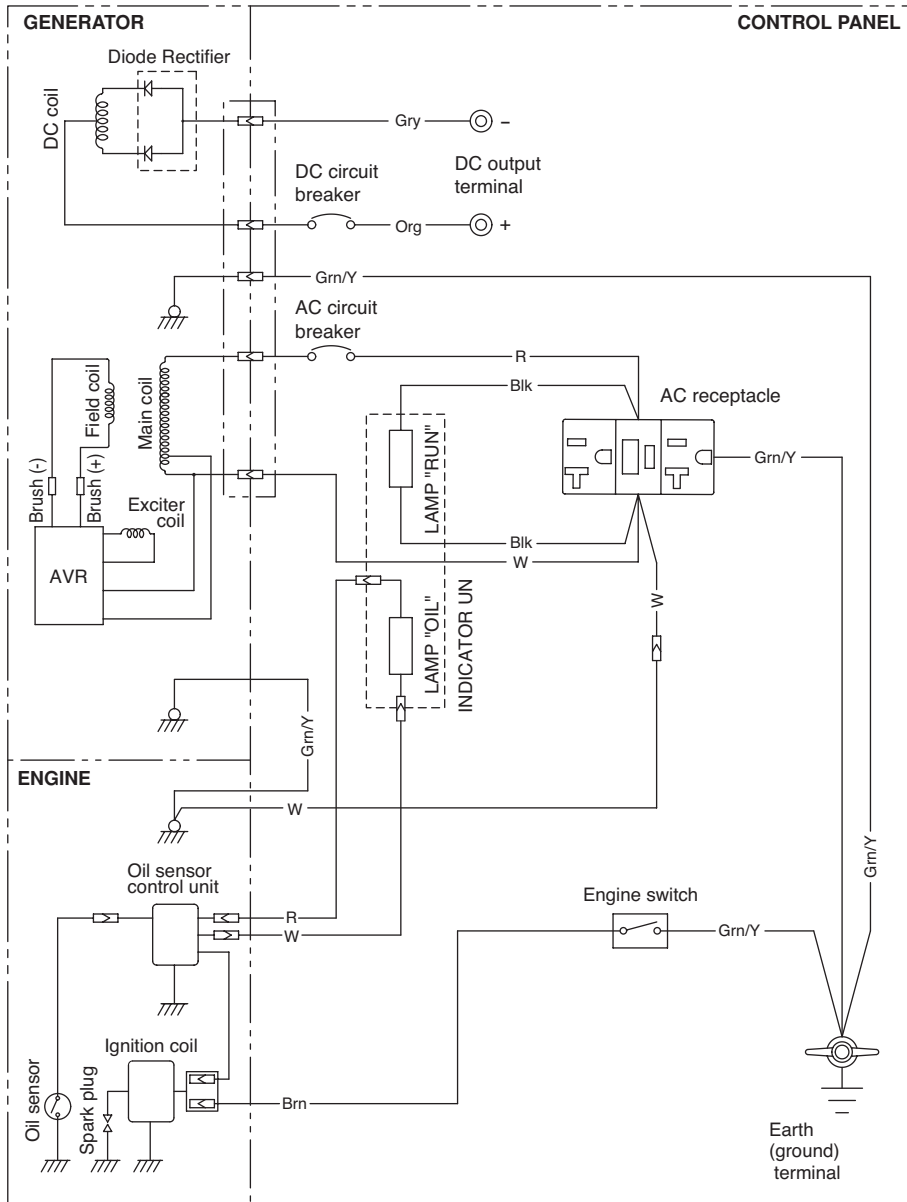 GENERATOR
CONTROL PANEL
Diode Rectifier
DC coil
Gry
–
DC circuit
breaker
DC output
terminal
Org
+
Grn/Y
AC circuit
breaker
R
Blk
AC receptacle
Field coil
Main coil
LAMP "RUN"
Grn/Y
Brush (-)
Brush (+)
Exciter
coil
Blk
W
AVR
W
LAMP "OIL"
INDICATOR UN
Grn/Y
ENGINE
W
Grn/Y
Oil sensor
control unit
Engine switch
R
W
Grn/Y
Ignition coil
Oil sensor
Spark plug
Brn
Earth
(ground)
terminal